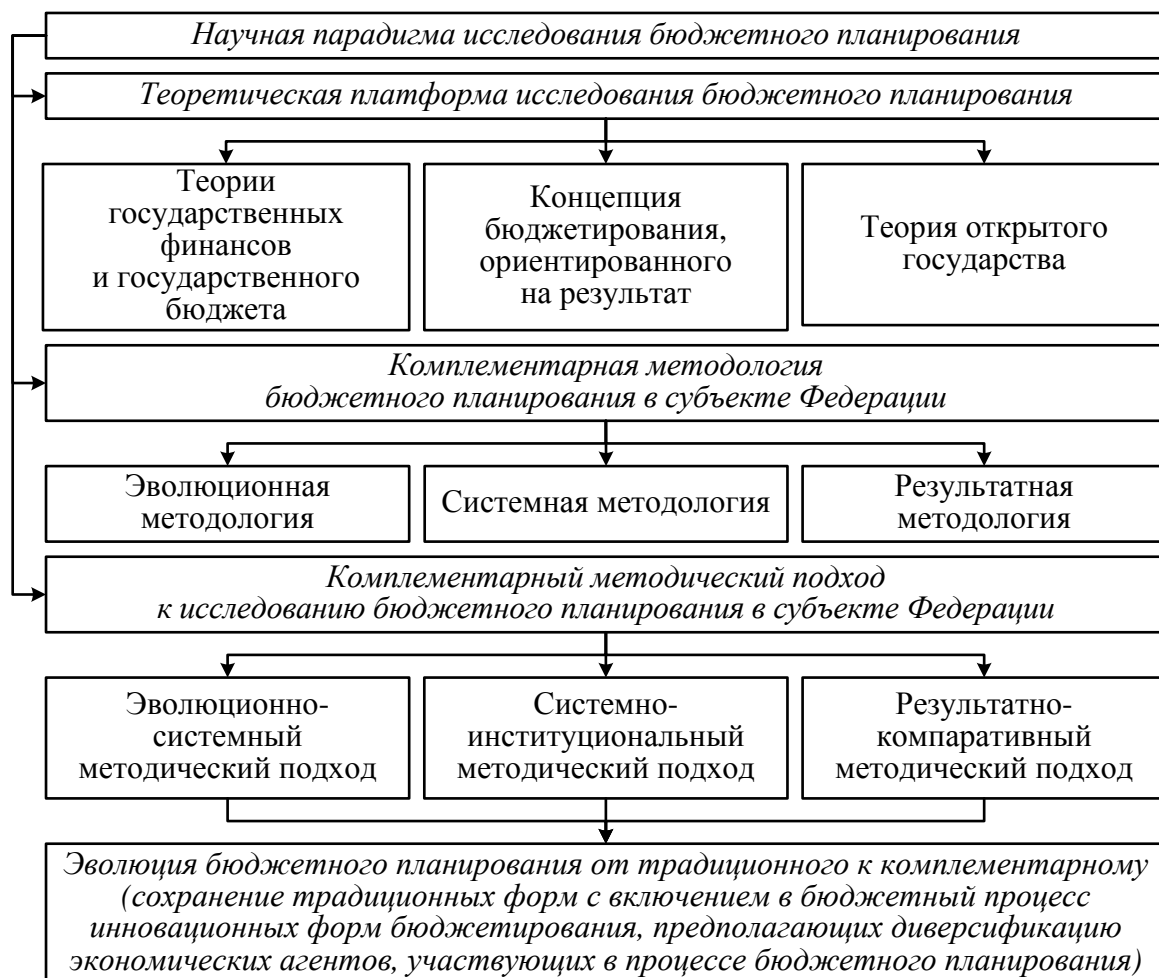 Научная парадигма исследования бюджетного планирования
Теоретическая платформа исследования бюджетного планирования
Теории
государственных
финансов
и государственного
бюджета
Концепция
бюджетирования,
ориентированного
на результат
Теория открытого
государства
Комплементарная методология
бюджетного планирования в субъекте Федерации
Эволюционная
методология
Системная методология
Результатная
методология
Комплементарный методический подход
к исследованию бюджетного планирования в субъекте Федерации
Эволюционно-
системный
методический подход
Системно-
институциональный
методический подход
Результатно-
компаративный
методический подход
Эволюция бюджетного планирования от традиционного к комплементарному
(сохранение традиционных форм с включением в бюджетный процесс
инновационных форм бюджетирования, предполагающих диверсификацию
экономических агентов, участвующих в процессе бюджетного планирования)